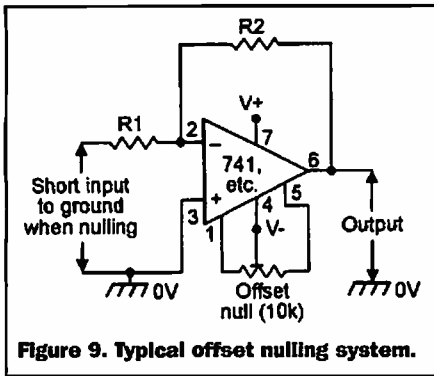 R2
R1
V+
2
7
6
741,
etc.
3
1
4
5
V-
Short input
to ground
when nulling
Output
0V
Offset
null (10k)
0V
Figure 9. Typical offset nulling system.